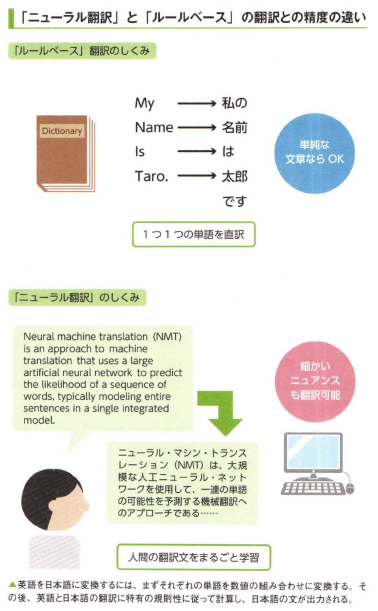 「ニューラル翻訳」と「ルールベース」の翻訳との精度の違い
「ルールベース」翻訳のしくみ
Dictionary
My → 私の
Name → 名前
Is → は
Taro. → 太郎
です
単純な
文章なら OK
1つ1つの単語を直訳
「ニューラル翻訳」のしくみ
Neural machine translation (NMT)
is an approach to machine
translation that uses a large
artificial neural network to predict
the likelihood of a sequence of
words, typically modeling entire
sentences in a single integrated
model.
細かい
ニュアンス
も翻訳可能
ニューラル・マシン・トランス
レーション（NMT）は、大規
模な人工ニューラル・ネット
ワークを使用して、一連の単語
の可能性を予測する機械翻訳へ
のアプローチである……
人間の翻訳文をまるごと学習
▲英語を日本語に変換するには、まずそれぞれの単語を数値の組み合わせに変換する。そ
の後、英語と日本語の翻訳に特有の規則性に従って計算し、日本語の文が出力される。